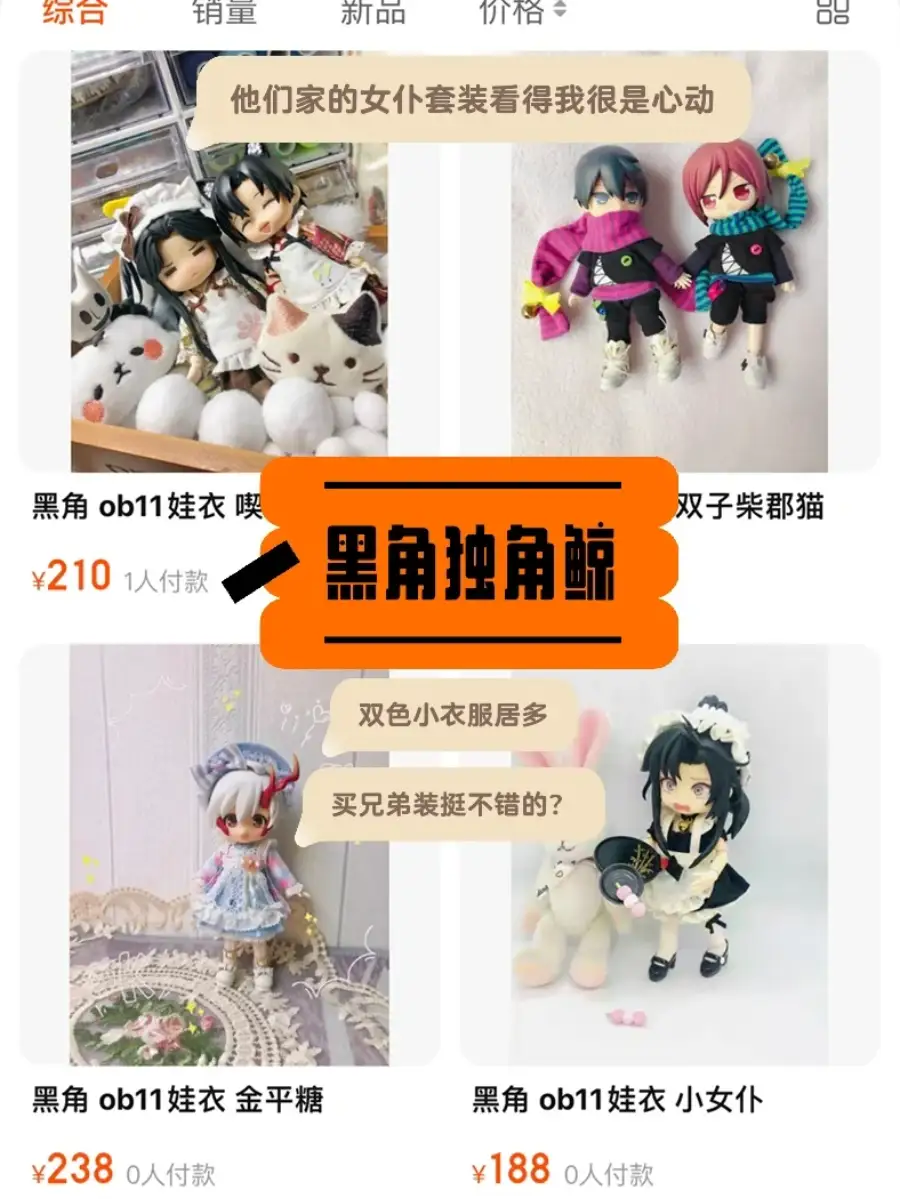 综合 销量 新品 价格
他们家的女仆套装看得我很是心动
黑角 ob11娃衣 喫
双子柴郡猫
¥210 1人付款
黑角独角鲸
双色小衣服居多
买兄弟装挺不错的？
黑角 ob11娃衣 金平糖
黑角 ob11娃衣 小女仆
¥238 0人付款
¥188 0人付款